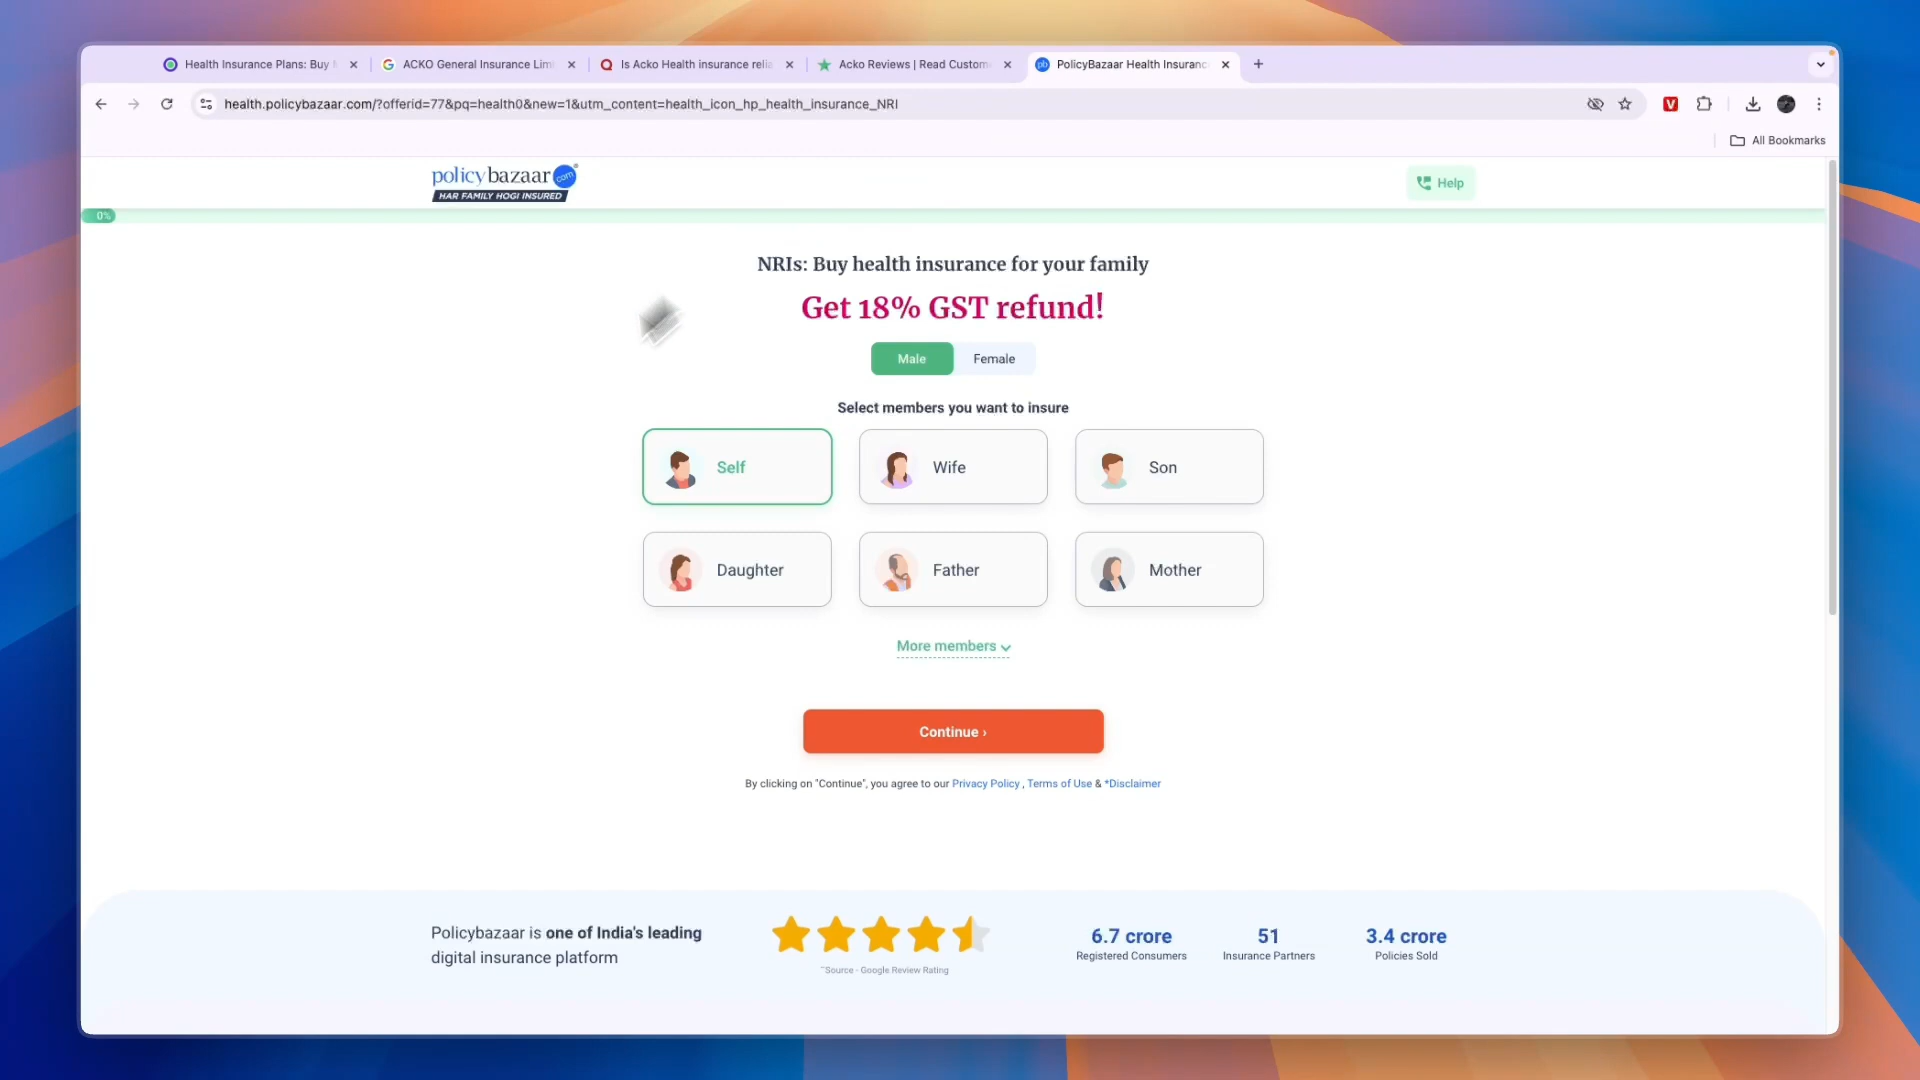 Health Insurance Plans: Buy
ACKO General Insurance Lim
Is Acko Health insurance relia
Acko Reviews | Read Custom
pb
PolicyBazaar Health Insuranc
health.policybazaar.com/?offerid=77&pq=health0&new=1&utm_content=health_icon_hp_health_insurance_NRI
V
All Bookmarks
policybazaar.com
HAR FAMILY HOGI INSURED
Help
0%
NRIs: Buy health insurance for your family
Get 18% GST refund!
Male
Female
Select members you want to insure
Self
Wife
Son
Daughter
Father
Mother
More members
Continue ›
By clicking on "Continue", you agree to our Privacy Policy , Terms of Use & *Disclaimer
Policybazaar is one of India's leading
digital insurance platform
~Source - Google Review Rating
6.7 crore
Registered Consumers
51
Insurance Partners
3.4 crore
Policies Sold